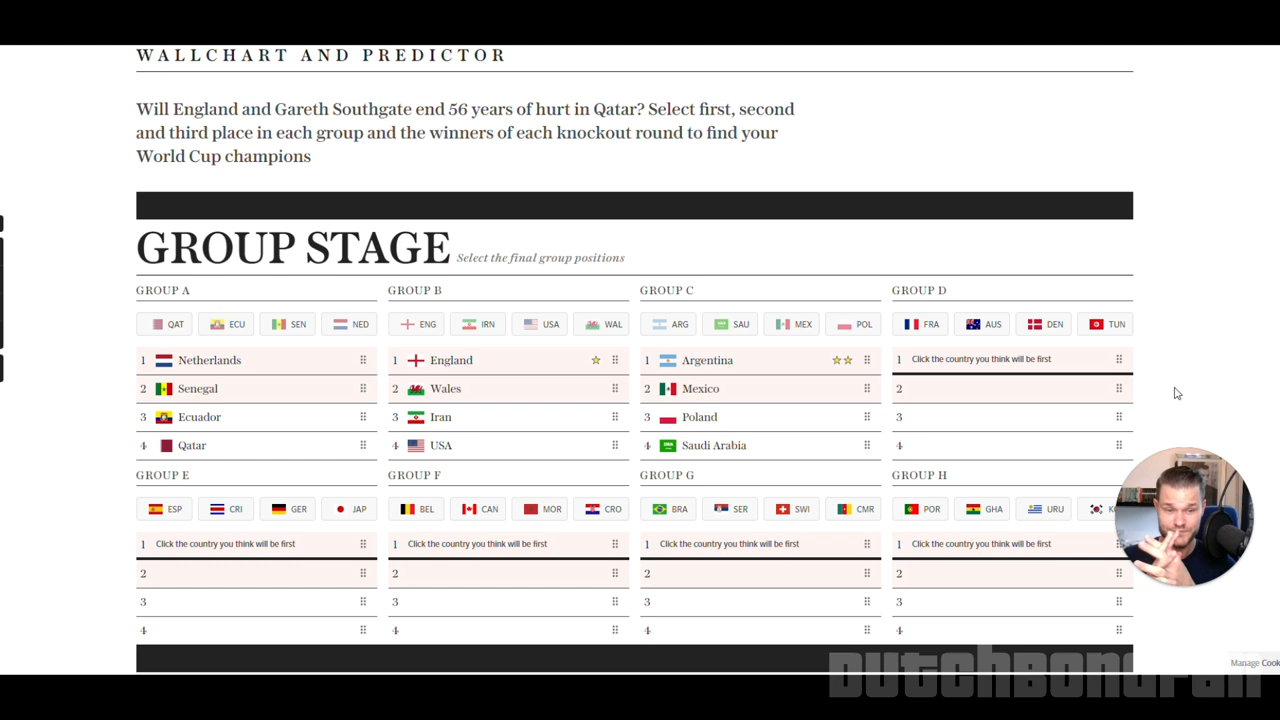 WALLCHART AND PREDICTOR
Will England and Gareth Southgate end 56 years of hurt in Qatar? Select first, second
and third place in each group and the winners of each knockout round to find your
World Cup champions
GROUP STAGE Select the final group positions
GROUP A GROUP B GROUP C GROUP D
QAT ECU SEN NED ENG IRN USA WAL ARG SAU MEX POL FRA AUS DEN TUN
1 Netherlands 1 England 1 Argentina 1 Click the country you think will be first
2 Senegal 2 Wales 2 Mexico 2
3 Ecuador 3 Iran 3 Poland 3
4 Qatar 4 USA 4 Saudi Arabia 4
GROUP E GROUP F GROUP G GROUP H
ESP CRI GER JAP BEL CAN MOR CRO BRA SER SWI CMR POR GHA URU
1 Click the country you think will be first 1 Click the country you think will be first 1 Click the country you think will be first 1 Click the country you think will be first
2 2 2 2
3 3 3 3
4 4 4 4
DUTCHBONDFAN
Manage Cook